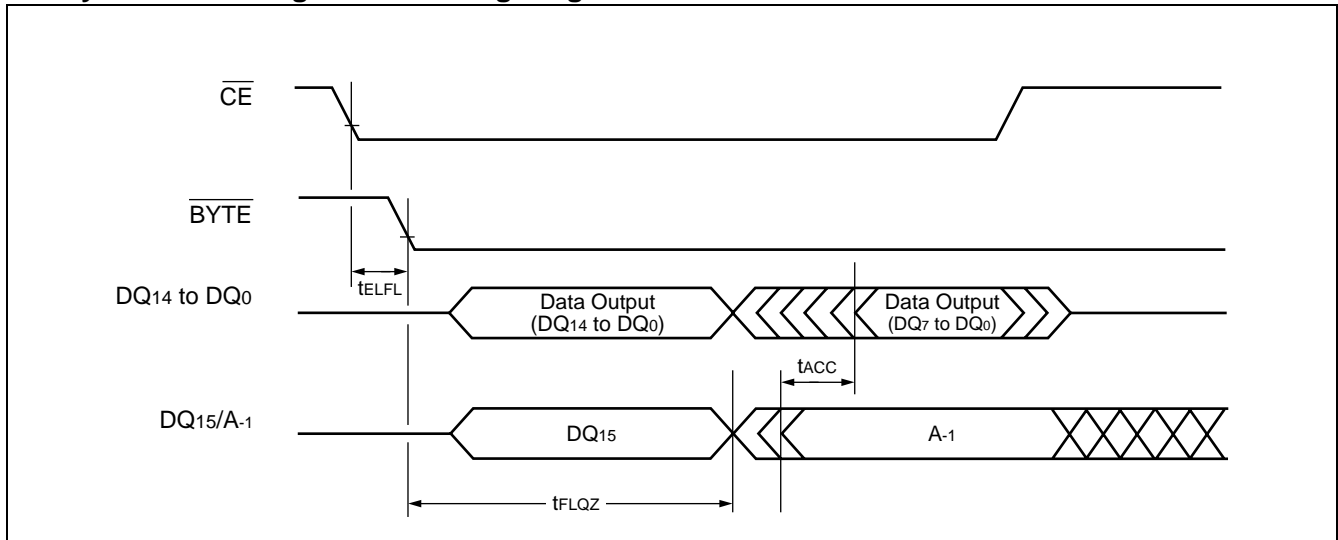 CE
BYTE
tELFL
DQ14 to DQ0
Data Output
(DQ14 to DQ0)
Data Output
(DQ7 to DQ0)
tACC
DQ15/A-1
DQ15
A-1
tFLQZ